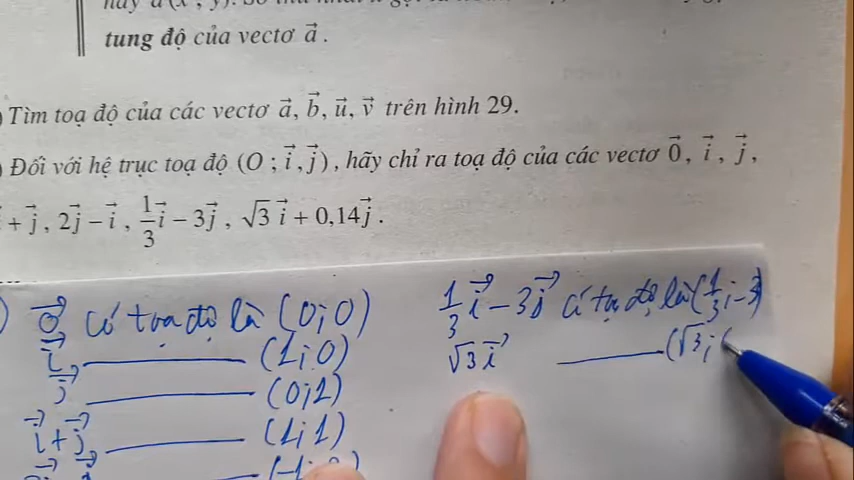 tung độ của vectơ a⃗ .
) Tìm toạ độ của các vectơ a⃗, b⃗, u⃗, v⃗ trên hình 29.
) Đối với hệ trục toạ độ (O ; i⃗, j⃗), hãy chỉ ra toạ độ của các vectơ 0⃗, i⃗, j⃗,
+ j⃗, 2j⃗ − i⃗, 1/3 i⃗ − 3j⃗, √3 i⃗ + 0,14j⃗.
) 0⃗ có toạ độ là (0;0)
i⃗ (1;0)
j⃗ (0;1)
i⃗+j⃗ (1;1)
1/3 i⃗ − 3j⃗ có tọa độ là (1/3; −3)
√3 i⃗ (√3;